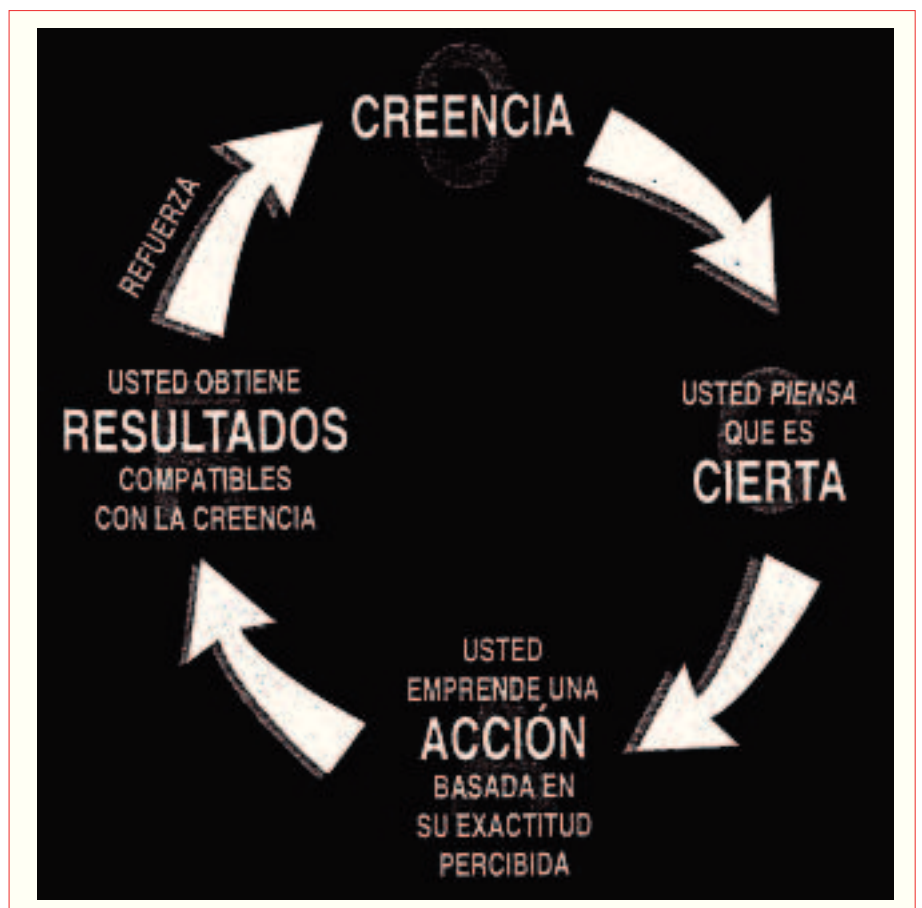 CREENCIA
USTED PIENSA
QUE ES
CIERTA
USTED
EMPRENDE UNA
ACCIÓN
BASADA EN
SU EXACTITUD
PERCIBIDA
USTED OBTIENE
RESULTADOS
COMPATIBLES
CON LA CREENCIA
REFUERZA